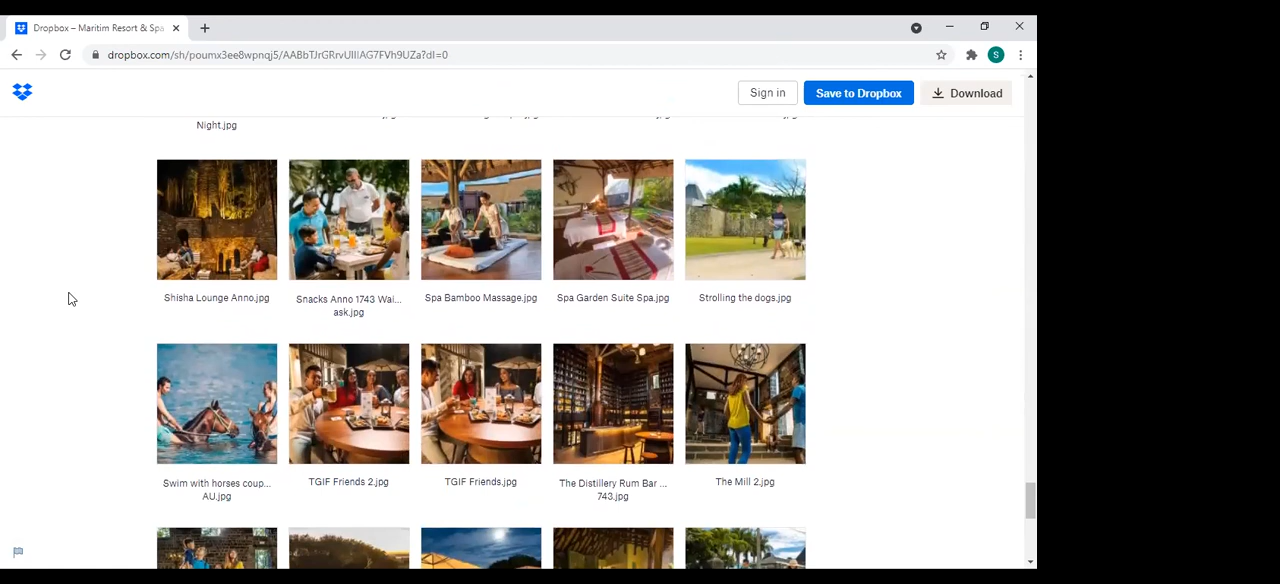 Dropbox – Maritim Resort & Spa
dropbox.com/sh/poumx3ee8wpnqj5/AABbTJrGRrvUIIlAG7FVh9UZa?dl=0
S
Sign in
Save to Dropbox
Download
Night.jpg
Shisha Lounge Anno.jpg
Snacks Anno 1743 Wai...
ask.jpg
Spa Bamboo Massage.jpg
Spa Garden Suite Spa.jpg
Strolling the dogs.jpg
Swim with horses coup...
AU.jpg
TGIF Friends 2.jpg
TGIF Friends.jpg
The Distillery Rum Bar ...
743.jpg
The Mill 2.jpg